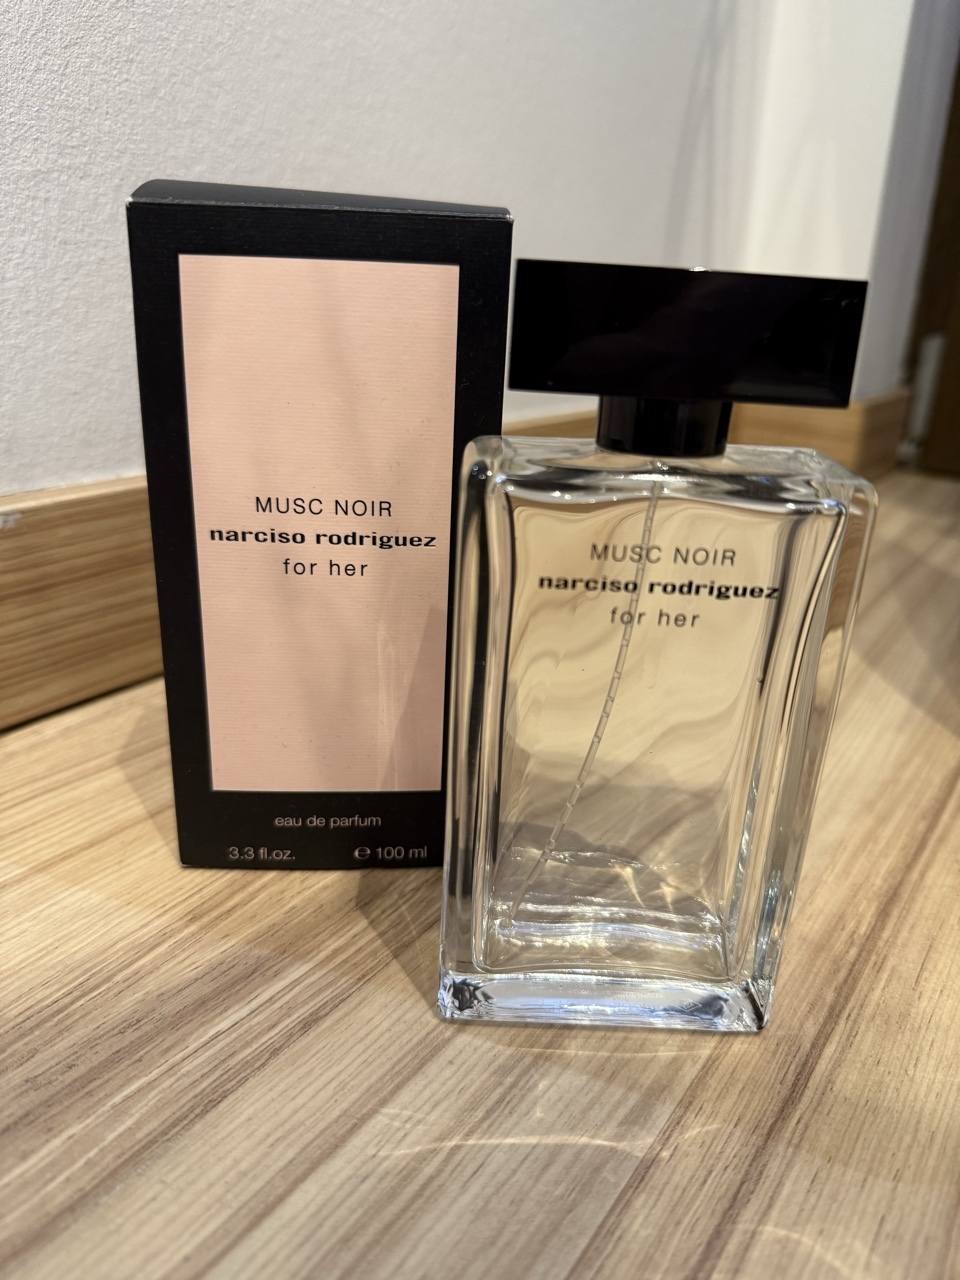 MUSC NOIR
narciso rodriguez
for her
eau de parfum
3.3 fl.oz. ℮ 100 ml
MUSC NOIR
narciso rodriguez
for her